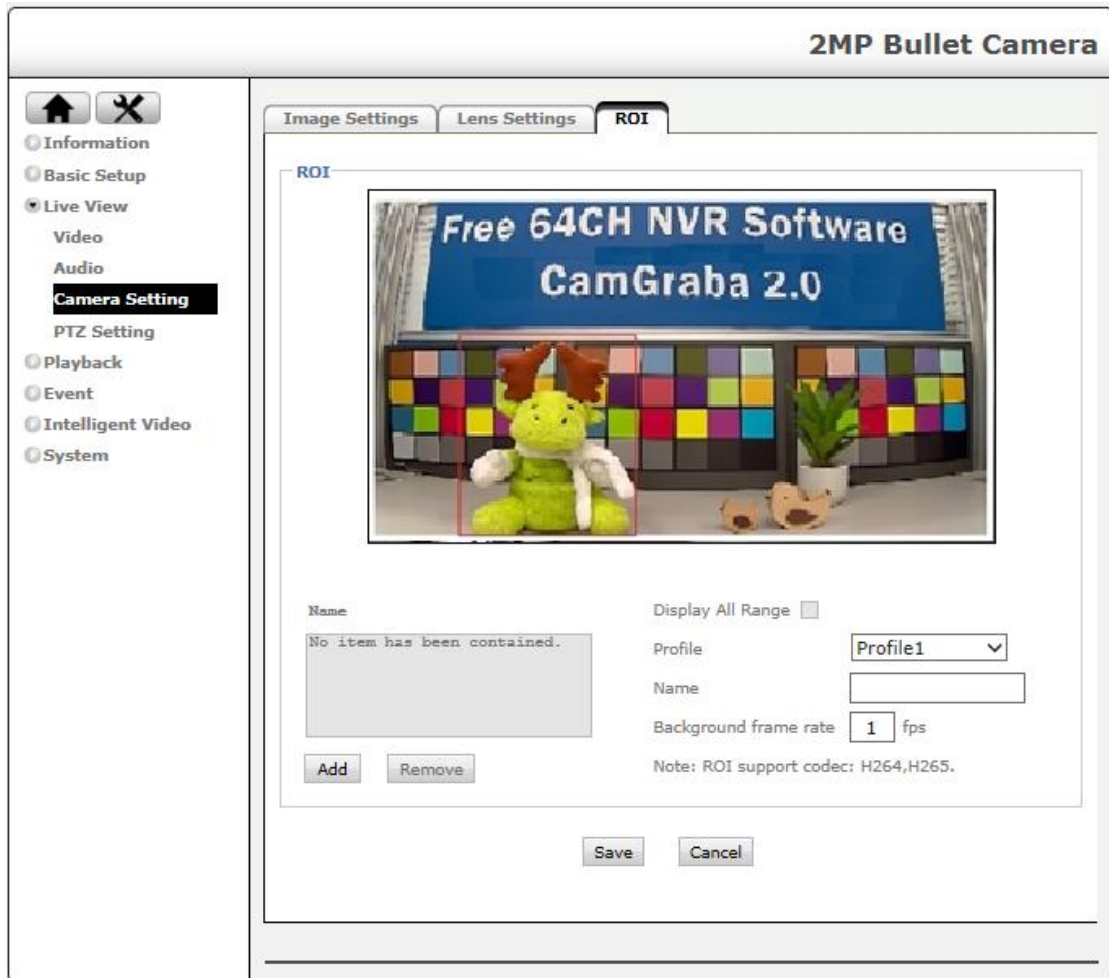 2MP Bullet Camera
Information
Basic Setup
Live View
Video
Audio
Camera Setting
PTZ Setting
Playback
Event
Intelligent Video
System
Image Settings
Lens Settings
ROI
ROI
Free 64CH NVR Software
CamGraba 2.0
Name
No item has been contained.
Add
Remove
Display All Range
Profile
Profile1
Name
Background frame rate
1
fps
Note: ROI support codec: H264,H265.
Save
Cancel